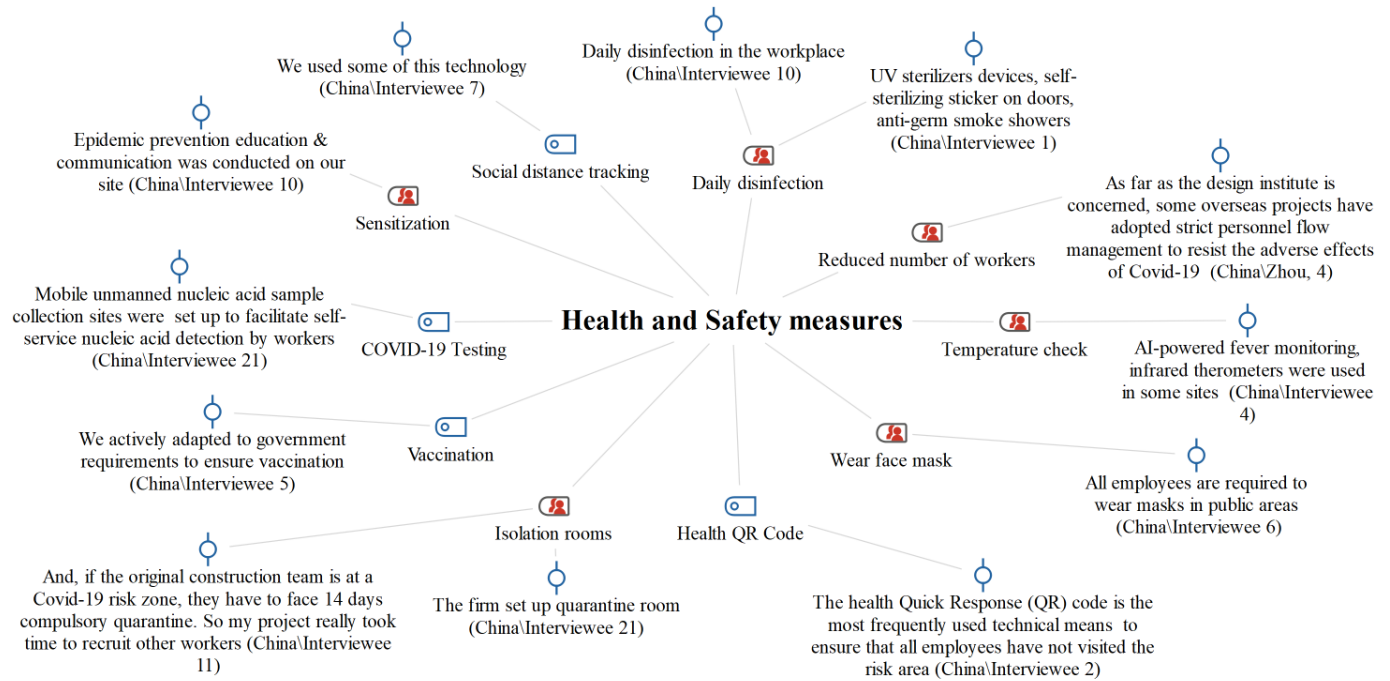 We used some of this technology
(China\Interviewee 7)
Social distance tracking
Daily disinfection in the workplace
(China\Interviewee 10)
UV sterilizers devices, self-
sterilizing sticker on doors,
anti-germ smoke showers
(China\Interviewee 1)
Daily disinfection
Epidemic prevention education &
communication was conducted on our
site (China\Interviewee 10)
Sensitization
As far as the design institute is
concerned, some overseas projects have
adopted strict personnel flow
management to resist the adverse effects
of Covid-19 (China\Zhou, 4)
Reduced number of workers
Mobile unmanned nucleic acid sample
collection sites were set up to facilitate self-
service nucleic acid detection by workers
(China\Interviewee 21)
COVID-19 Testing
Health and Safety measures
Temperature check
AI-powered fever monitoring,
infrared therometers were used
in some sites (China\Interviewee
4)
We actively adapted to government
requirements to ensure vaccination
(China\Interviewee 5)
Vaccination
Wear face mask
All employees are required to
wear masks in public areas
(China\Interviewee 6)
Isolation rooms
And, if the original construction team is at a
Covid-19 risk zone, they have to face 14 days
compulsory quarantine. So my project really took
time to recruit other workers (China\Interviewee
11)
The firm set up quarantine room
(China\Interviewee 21)
Health QR Code
The health Quick Response (QR) code is the
most frequently used technical means to
ensure that all employees have not visited the
risk area (China\Interviewee 2)